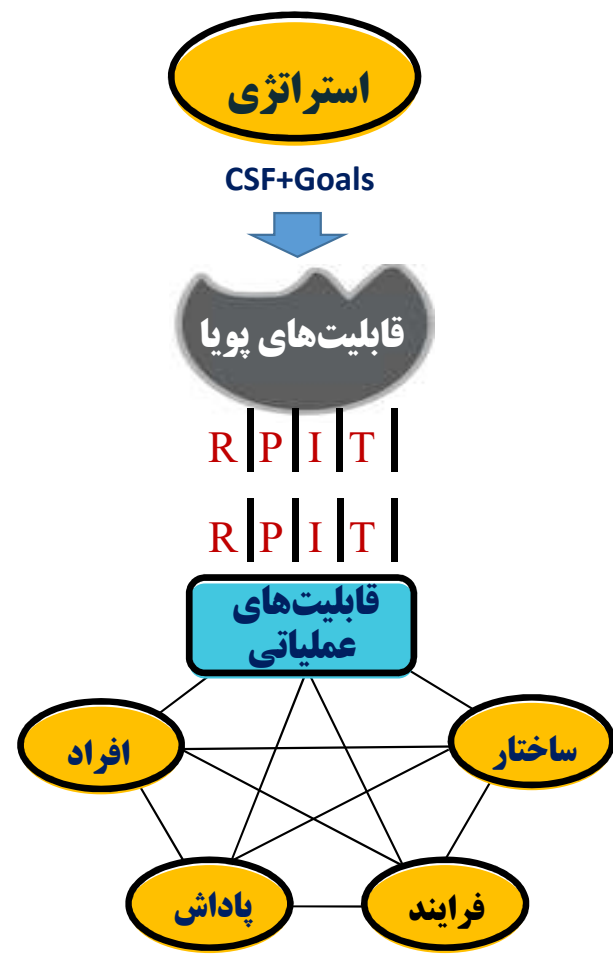 استراتژی
CSF+Goals
قابلیت‌های پویا
R P I T
R P I T
قابلیت‌های
عملیاتی
ساختار
افراد
فرایند
پاداش